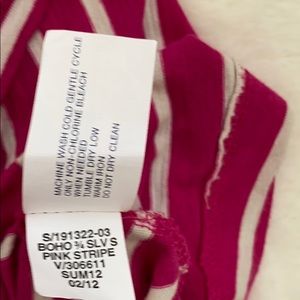 MACHINE WASH COLD GENTLE CYCLE
ONLY NON-CHLORINE BLEACH
WHEN NEEDED
TUMBLE DRY LOW
WARM IRON
DO NOT DRY CLEAN
S/191322-03
BOHO ¾ SLV S
PINK STRIPE
V/306611
SUM12
02/12